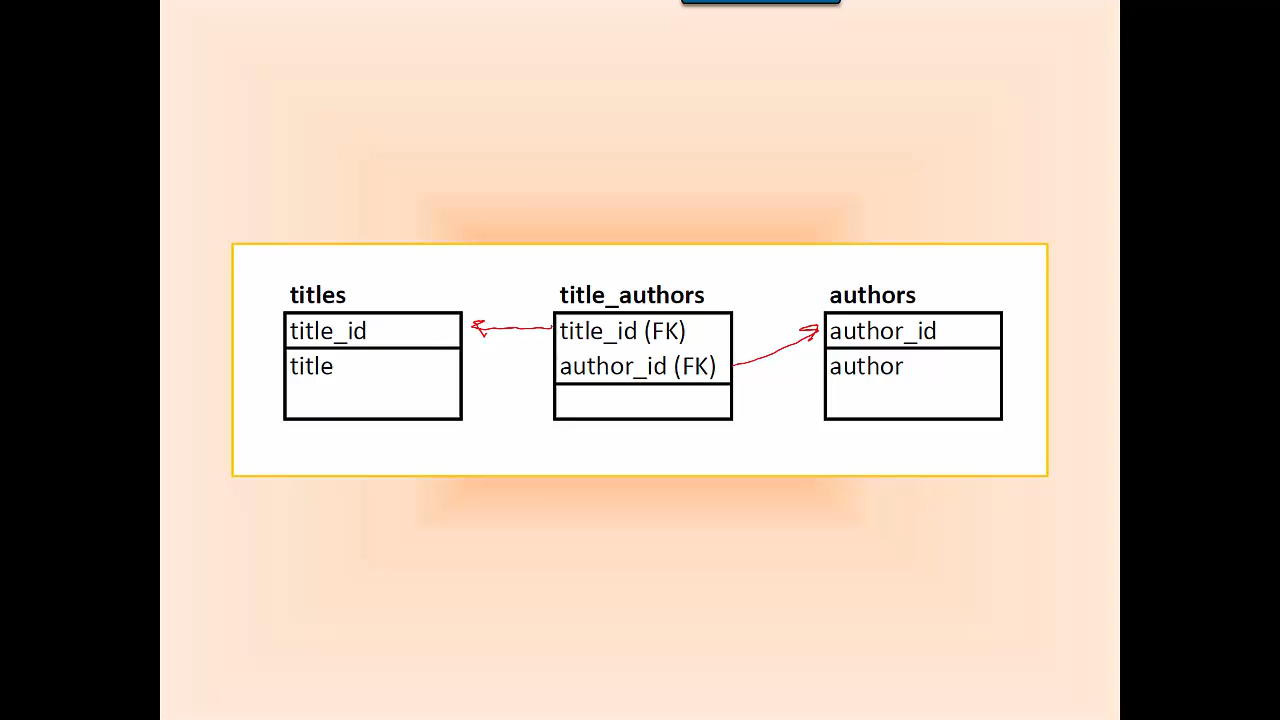 titles
title_id
title
title_authors
title_id (FK)
author_id (FK)
authors
author_id
author